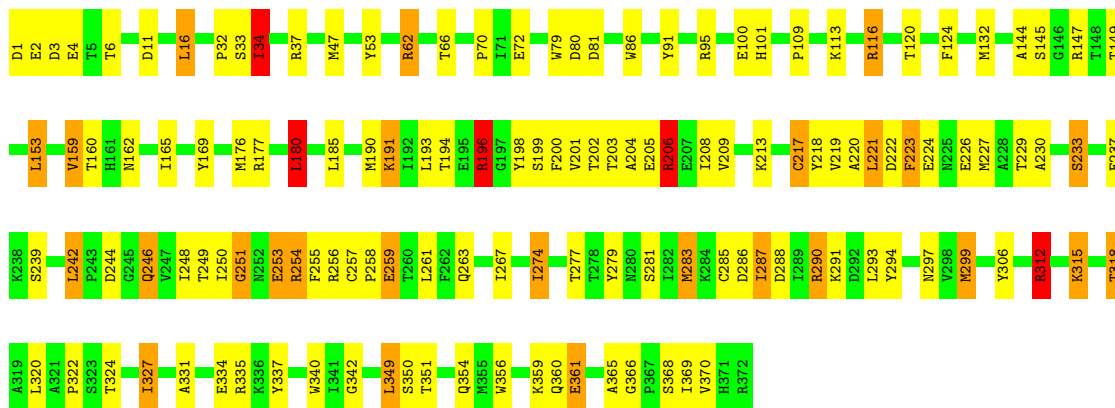 D1 E2 D3 E4 T5 T6 D11 L16 P32 S33 I34 R37 M47 Y53 R62 T66 P70 I71 E72 W79 D80 D81 W86 Y91 R95 E100 H101 P109 K113 R116 T120 F124 M132 A144 S145 G146 R147 T148 T149
L153 V159 T160 H161 N162 I165 Y169 M176 R177 L180 L185 M190 K191 I192 L193 T194 E195 R196 G197 Y198 S199 F200 V201 T202 T203 A204 E205 R206 E207 I208 V209 K213 C217 Y218 V219 A220 L221 D222 F223 E224 N225 E226 M227 A228 T229 A230 S233 E237
K238 S239 L242 P243 D244 G245 Q246 V247 I248 T249 I250 G251 N252 E253 R254 F255 R256 C257 P258 E259 T260 L261 F262 Q263 I267 I274 T277 T278 Y279 N280 S281 I282 M283 K284 C285 D286 I287 D288 I289 R290 K291 D292 L293 Y294 N297 V298 M299 Y306 R312 K315 T318
A319 L320 A321 P322 S323 T324 I327 A331 E334 R335 K336 Y337 W340 I341 G342 L349 S350 T351 Q354 M355 W356 K359 Q360 E361 A365 G366 P367 S368 I369 V370 H371 R372